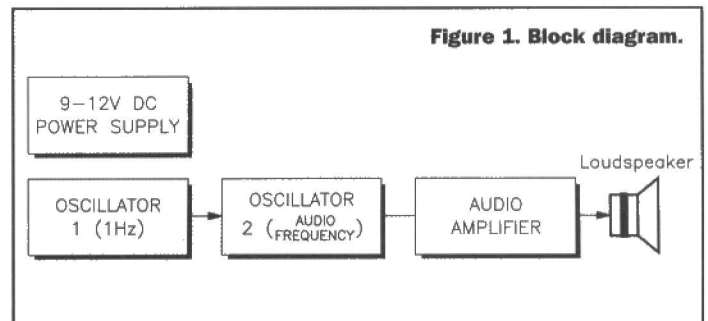 Figure 1. Block diagram.
9-12V DC
POWER SUPPLY
Loudspeaker
OSCILLATOR
1 (1Hz)
OSCILLATOR
2 (AUDIO FREQUENCY)
AUDIO
AMPLIFIER